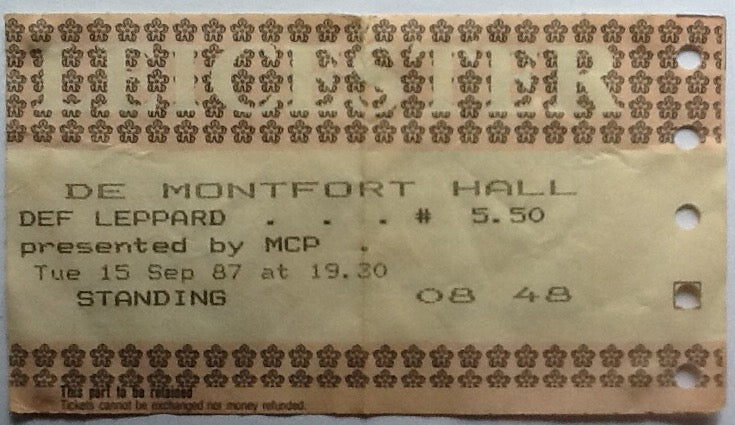 LEICESTER
DE MONTFORT HALL
DEF LEPPARD . . . # 5.50
presented by MCP .
Tue 15 Sep 87 at 19.30
STANDING 08 48
This part to be retained
Tickets cannot be exchanged nor money refunded.